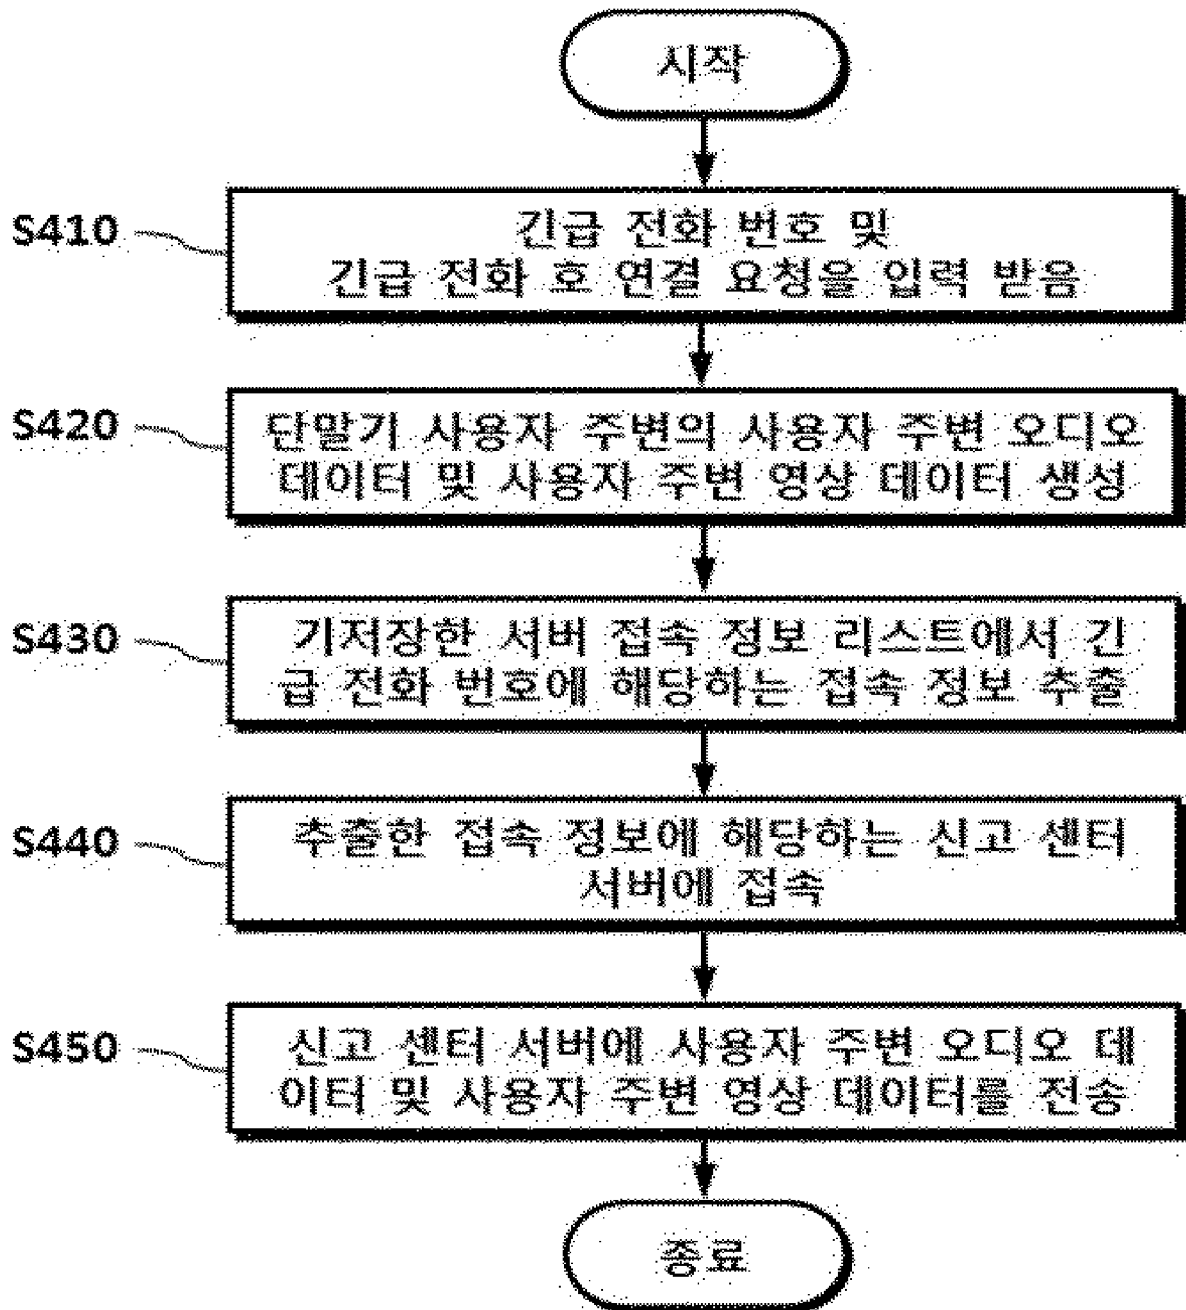 시작
S410
긴급 전화 번호 및
긴급 전화 호 연결 요청을 입력 받음
S420
단말기 사용자 주변의 사용자 주변 오디오
데이터 및 사용자 주변 영상 데이터 생성
S430
기저장한 서버 접속 정보 리스트에서 긴
급 전화 번호에 해당하는 접속 정보 추출
S440
추출한 접속 정보에 해당하는 신고 센터
서버에 접속
S450
신고 센터 서버에 사용자 주변 오디오 데
이터 및 사용자 주변 영상 데이터를 전송
종료